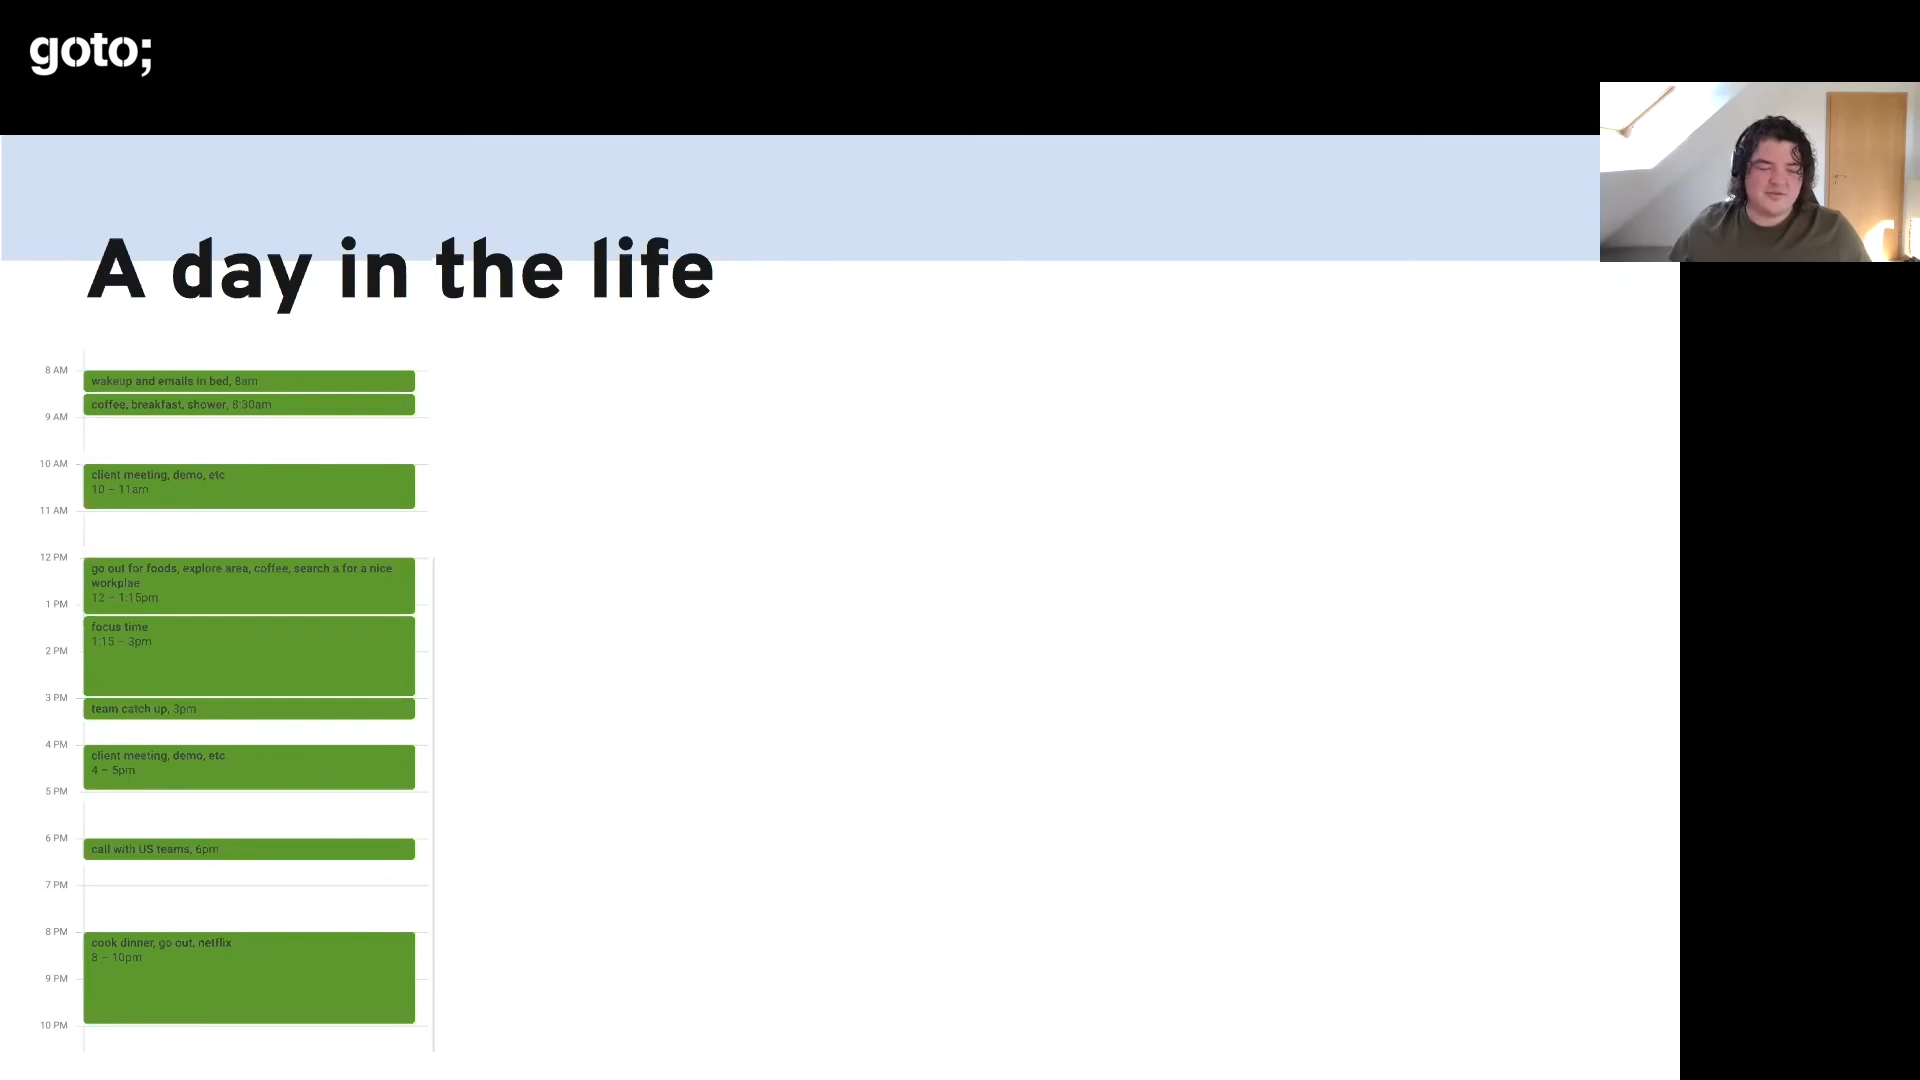 goto;
A day in the life
8 AM
wakeup and emails in bed, 8am
coffee, breakfast, shower, 8:30am
9 AM
10 AM
client meeting, demo, etc
10 – 11am
11 AM
12 PM
go out for foods, explore area, coffee, search a for a nice
workplae
12 – 1:15pm
1 PM
focus time
1:15 – 3pm
2 PM
3 PM
team catch up, 3pm
4 PM
client meeting, demo, etc
4 – 5pm
5 PM
6 PM
call with US teams, 6pm
7 PM
8 PM
cook dinner, go out, netflix
8 – 10pm
9 PM
10 PM